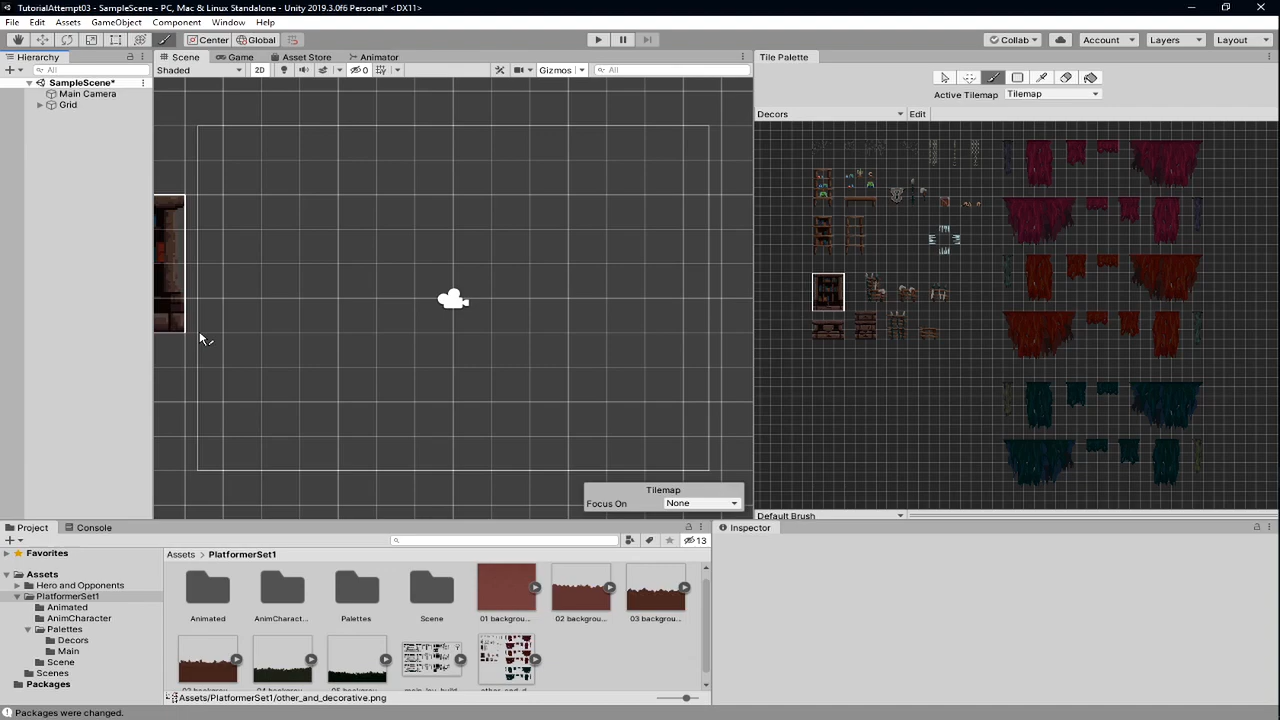 TutorialAttempt03 - SampleScene - PC, Mac & Linux Standalone - Unity 2019.3.0f6 Personal* <DX11>
File Edit Assets GameObject Component Window Help
Center Global Collab Account Layers Layout
Hierarchy Scene Game Asset Store Animator Tile Palette
All Shaded 2D 0 Gizmos All
SampleScene*
Main Camera
Grid
Active Tilemap Tilemap
Decors Edit
Tilemap
Focus On None
Default Brush
Project Console Inspector
13
Favorites
Assets > PlatformerSet1
Assets
Hero and Opponents
PlatformerSet1
Animated
AnimCharacter
Palettes
Decors
Main
Scene
Scenes
Packages
Animated AnimCharact... Palettes Scene 01 backgrou... 02 backgrou... 03 backgrou...
Assets/PlatformerSet1/other_and_decorative.png
Packages were changed.